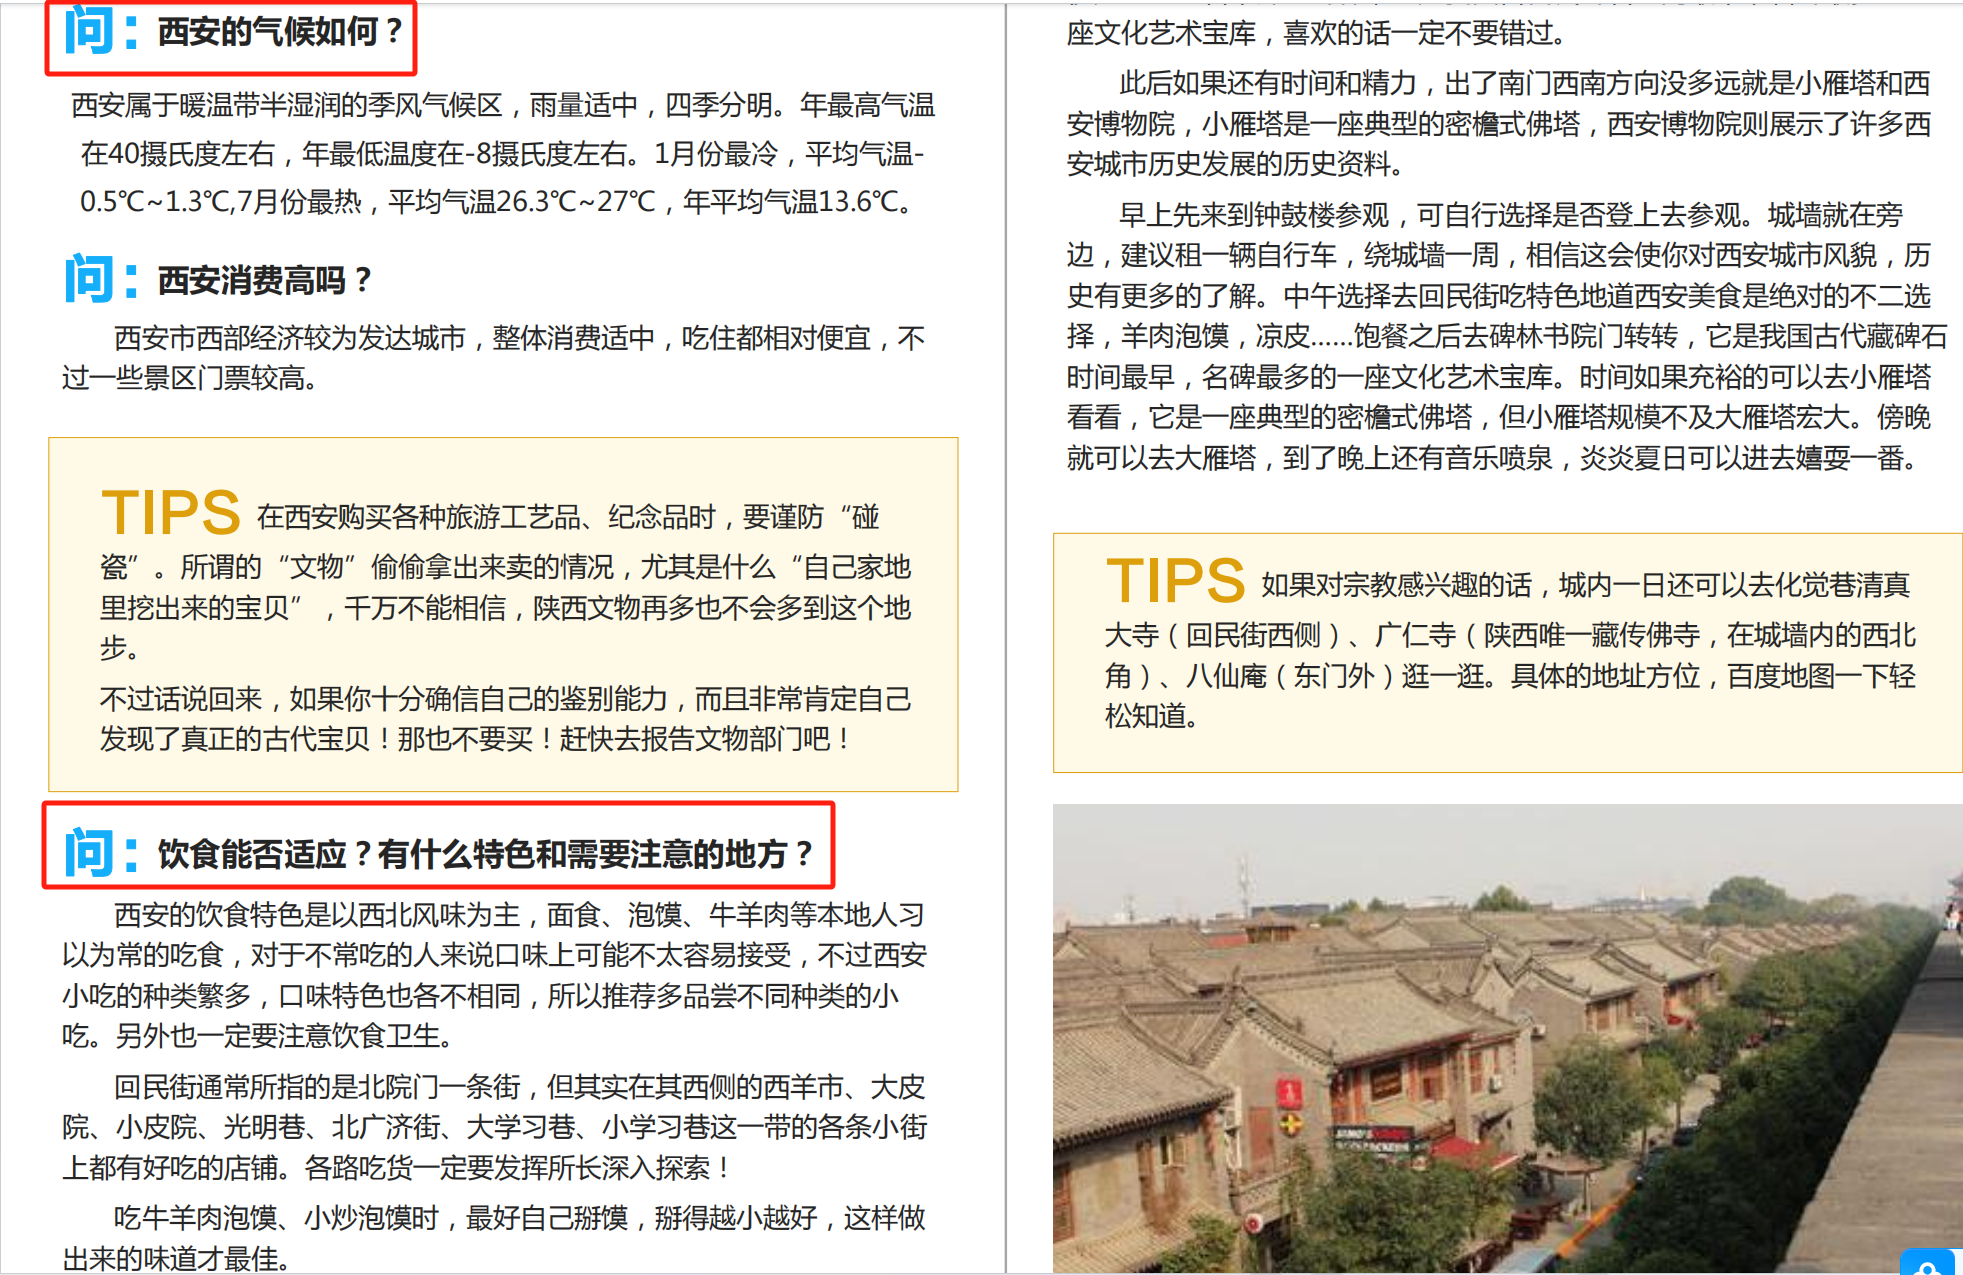 问：西安的气候如何？
西安属于暖温带半湿润的季风气候区，雨量适中，四季分明。年最高气温
在40摄氏度左右，年最低温度在-8摄氏度左右。1月份最冷，平均气温-
0.5℃~1.3℃,7月份最热，平均气温26.3℃~27℃，年平均气温13.6℃。
问：西安消费高吗？
西安市西部经济较为发达城市，整体消费适中，吃住都相对便宜，不
过一些景区门票较高。
TIPS 在西安购买各种旅游工艺品、纪念品时，要谨防“碰
瓷”。所谓的“文物”偷偷拿出来卖的情况，尤其是什么“自己家地
里挖出来的宝贝”，千万不能相信，陕西文物再多也不会多到这个地
步。
不过话说回来，如果你十分确信自己的鉴别能力，而且非常肯定自己
发现了真正的古代宝贝！那也不要买！赶快去报告文物部门吧！
问：饮食能否适应？有什么特色和需要注意的地方？
西安的饮食特色是以西北风味为主，面食、泡馍、牛羊肉等本地人习
以为常的吃食，对于不常吃的人来说口味上可能不太容易接受，不过西安
小吃的种类繁多，口味特色也各不相同，所以推荐多品尝不同种类的小
吃。另外也一定要注意饮食卫生。
回民街通常所指的是北院门一条街，但其实在其西侧的西羊市、大皮
院、小皮院、光明巷、北广济街、大学习巷、小学习巷这一带的各条小街
上都有好吃的店铺。各路吃货一定要发挥所长深入探索！
吃牛羊肉泡馍、小炒泡馍时，最好自己掰馍，掰得越小越好，这样做
出来的味道才最佳。
座文化艺术宝库，喜欢的话一定不要错过。
此后如果还有时间和精力，出了南门西南方向没多远就是小雁塔和西
安博物院，小雁塔是一座典型的密檐式佛塔，西安博物院则展示了许多西
安城市历史发展的历史资料。
早上先来到钟鼓楼参观，可自行选择是否登上去参观。城墙就在旁
边，建议租一辆自行车，绕城墙一周，相信这会使你对西安城市风貌，历
史有更多的了解。中午选择去回民街吃特色地道西安美食是绝对的不二选
择，羊肉泡馍，凉皮……饱餐之后去碑林书院门转转，它是我国古代藏碑石
时间最早，名碑最多的一座文化艺术宝库。时间如果充裕的可以去小雁塔
看看，它是一座典型的密檐式佛塔，但小雁塔规模不及大雁塔宏大。傍晚
就可以去大雁塔，到了晚上还有音乐喷泉，炎炎夏日可以进去嬉耍一番。
TIPS 如果对宗教感兴趣的话，城内一日还可以去化觉巷清真
大寺（回民街西侧）、广仁寺（陕西唯一藏传佛寺，在城墙内的西北
角）、八仙庵（东门外）逛一逛。具体的地址方位，百度地图一下轻
松知道。